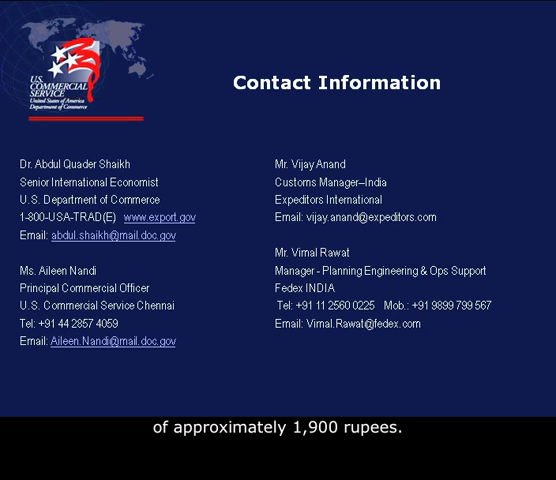 U.S.
COMMERCIAL
SERVICE
United States of America
Department of Commerce
Contact Information
Dr. Abdul Quader Shaikh
Senior International Economist
U.S. Department of Commerce
1-800-USA-TRAD(E) www.export.gov
Email: abdul.shaikh@mail.doc.gov
Ms. Aileen Nandi
Principal Commercial Officer
U.S. Commercial Service Chennai
Tel: +91 44 2857 4059
Email: Aileen.Nandi@mail.doc.gov
Mr. Vijay Anand
Customs Manager–India
Expeditors International
Email: vijay.anand@expeditors.com
Mr. Vimal Rawat
Manager - Planning Engineering & Ops Support
Fedex INDIA
Tel: +91 11 2560 0225 Mob.: +91 9899 799 567
Email: Vimal.Rawat@fedex.com
of approximately 1,900 rupees.